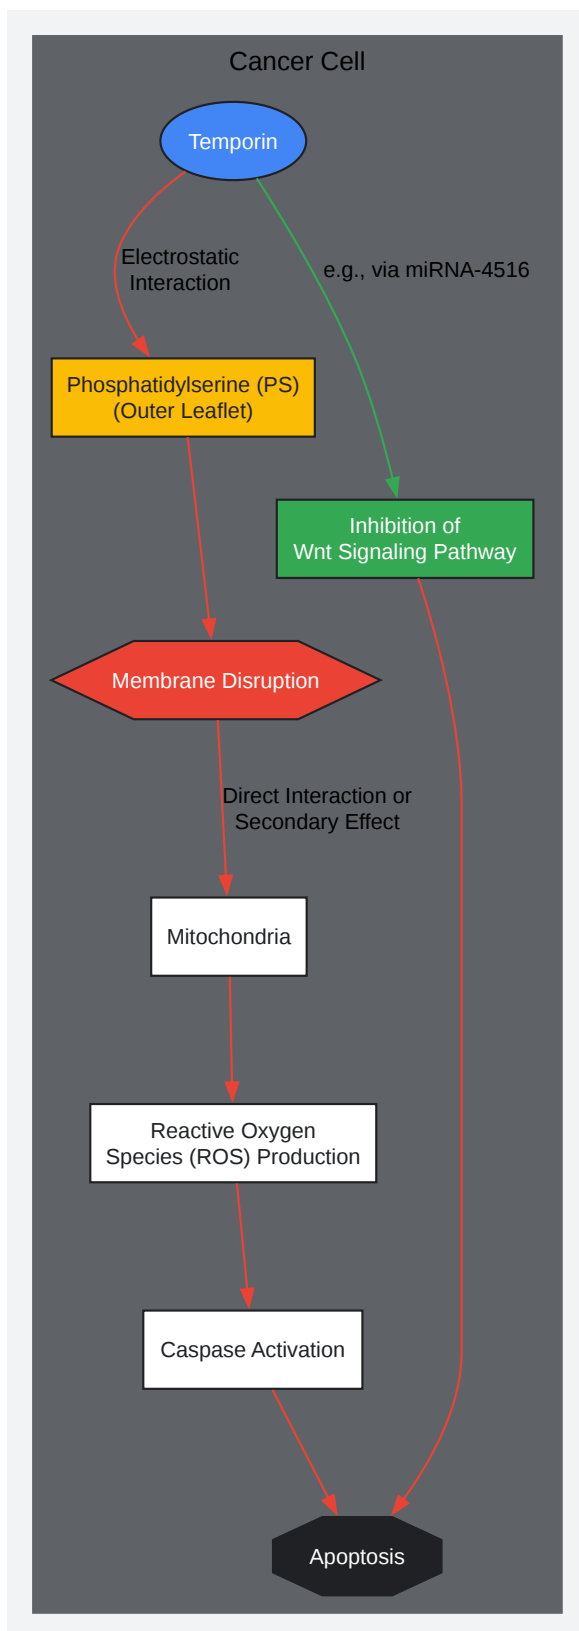 Cancer Cell
Temporin
Electrostatic
Interaction
e.g., via miRNA-4516
Phosphatidylserine (PS)
(Outer Leaflet)
Inhibition of
Wnt Signaling Pathway
Membrane Disruption
Direct Interaction or
Secondary Effect
Mitochondria
Reactive Oxygen
Species (ROS) Production
Caspase Activation
Apoptosis